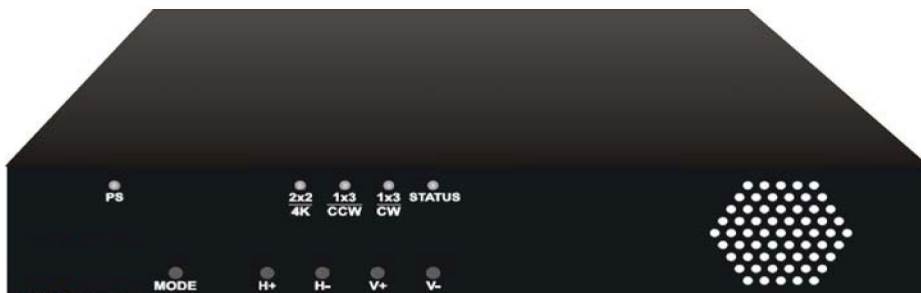 PS
2x2 1x3 1x3 STATUS
4K CCW CW
MODE H+ H- V+ V-